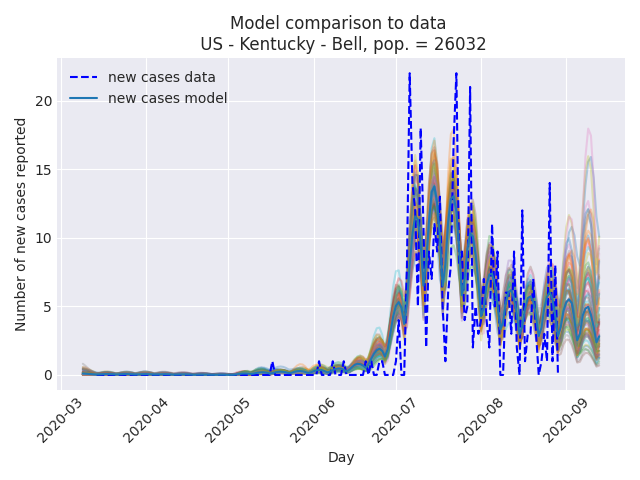 Model comparison to data
US - Kentucky - Bell, pop. = 26032
new cases data
new cases model
Number of new cases reported
20
15
10
5
0
2020-03
2020-04
2020-05
2020-06
2020-07
2020-08
2020-09
Day